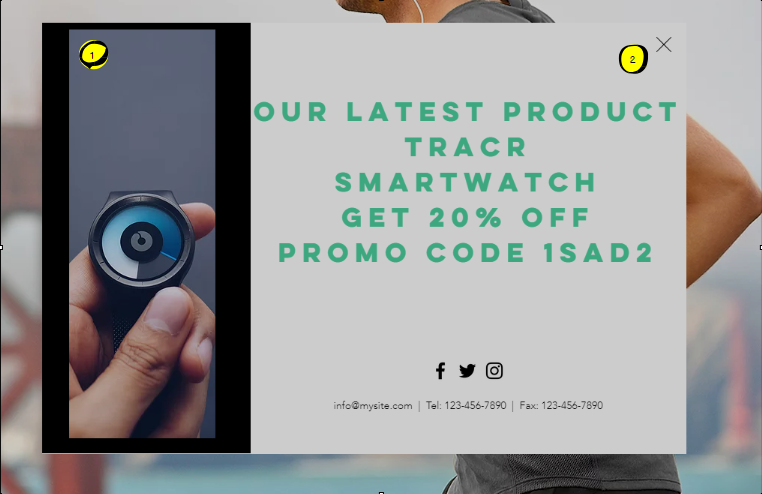 1
2
OUR LATEST PRODUCT
TRACR
SMARTWATCH
GET 20% OFF
PROMO CODE 1SAD2
info@mysite.com | Tel: 123-456-7890 | Fax: 123-456-7890